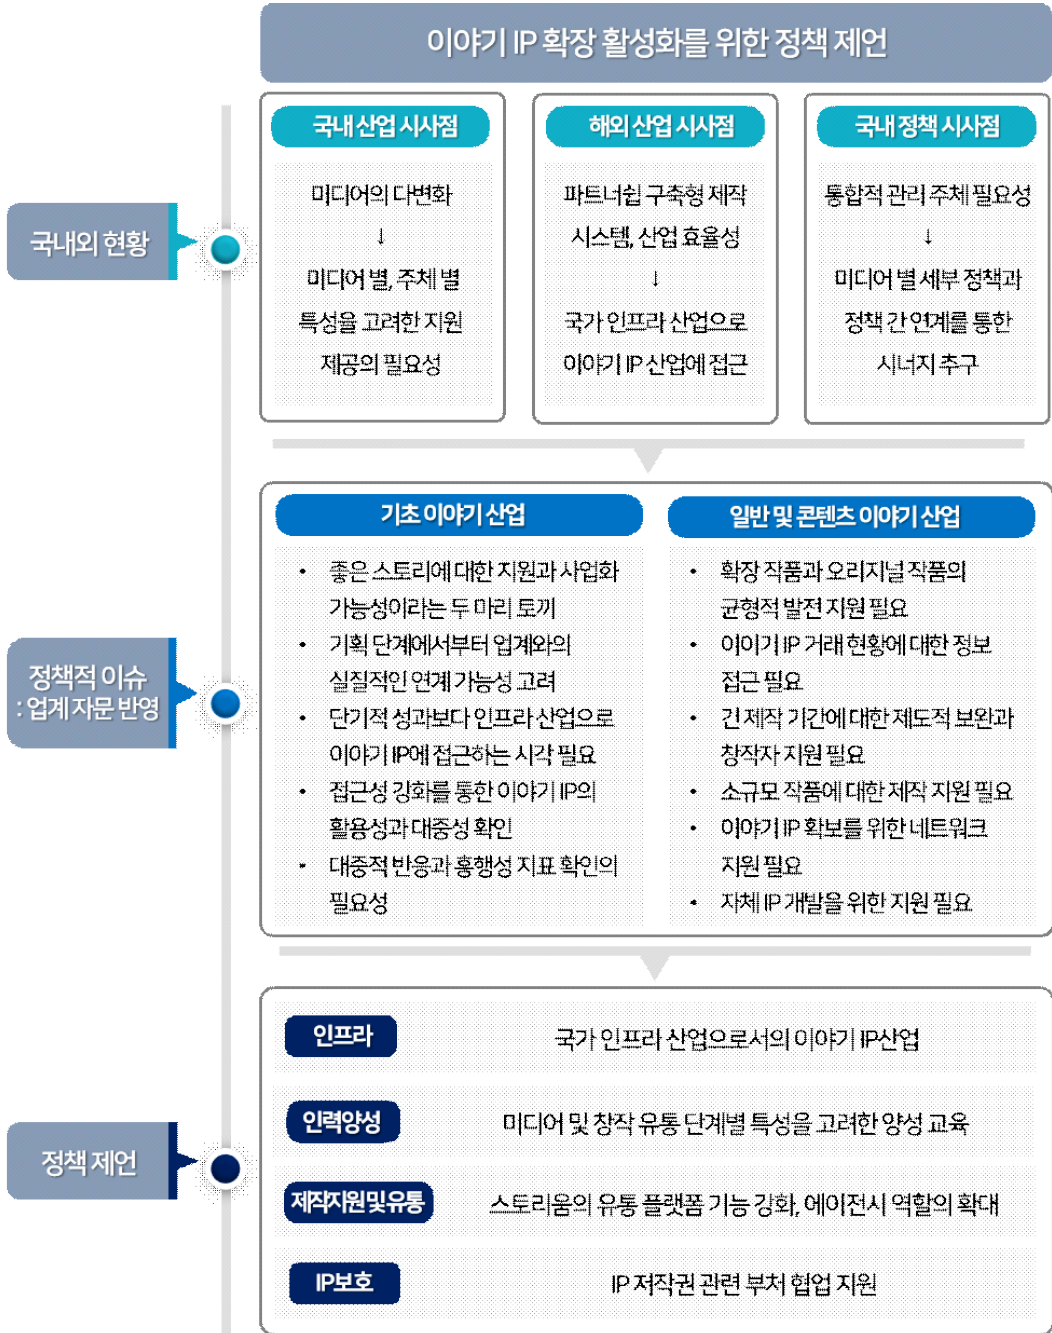 이야기 IP 확장 활성화를 위한 정책 제언
국내외 현황
국내 산업 시사점
미디어의 다변화
↓
미디어 별, 주체 별
특성을 고려한 지원
제공의 필요성
해외 산업 시사점
파트너쉽 구축형 제작
시스템, 산업 효율성
↓
국가 인프라 산업으로
이야기 IP 산업에 접근
국내 정책 시사점
통합적 관리 주체 필요성
↓
미디어 별 세부 정책과
정책 간 연계를 통한
시너지 추구
정책적 이슈
: 업계 자문 반영
기초 이야기 산업
• 좋은 스토리에 대한 지원과 사업화
가능성이라는 두 마리 토끼
• 기획 단계에서부터 업계와의
실질적인 연계 가능성 고려
• 단기적 성과보다 인프라 산업으로
이야기 IP에 접근하는 시각 필요
• 접근성 강화를 통한 이야기 IP의
활용성과 대중성 확인
• 대중적 반응과 흥행성 지표 확인의
필요성
일반 및 콘텐츠 이야기 산업
• 확장 작품과 오리지널 작품의
균형적 발전 지원 필요
• 이이기 IP 거래 현황에 대한 정보
접근 필요
• 긴 제작 기간에 대한 제도적 보완과
창작자 지원 필요
• 소규모 작품에 대한 제작 지원 필요
• 이야기 IP 확보를 위한 네트워크
지원 필요
• 자체 IP 개발을 위한 지원 필요
정책 제언
인프라
국가 인프라 산업으로서의 이야기 IP산업
인력양성
미디어 및 창작 유통 단계별 특성을 고려한 양성 교육
제작지원 및 유통
스토리움의 유통 플랫폼 기능 강화, 에이전시 역할의 확대
IP보호
IP 저작권 관련 부처 협업 지원